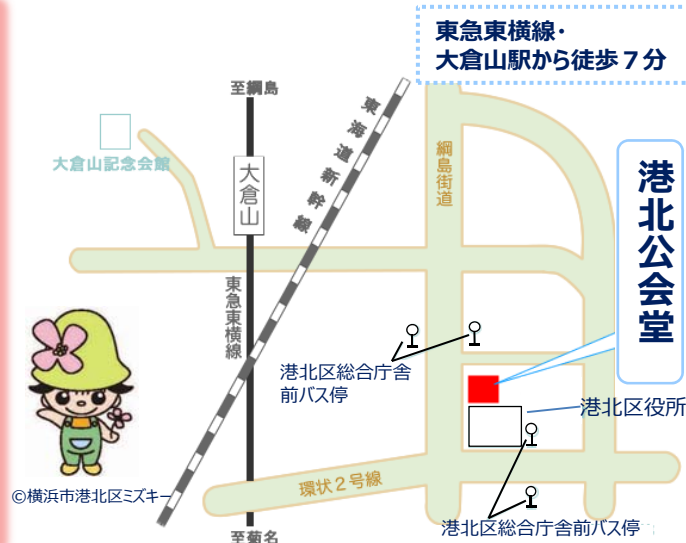 東急東横線・
大倉山駅から徒歩７分
至綱島
東海道新幹線
大倉山記念会館
大倉山
綱島街道
港北公会堂
東急東横線
港北区総合庁舎
前バス停
港北区役所
環状２号線
©横浜市港北区ミズキー
港北区総合庁舎前バス停
至菊名